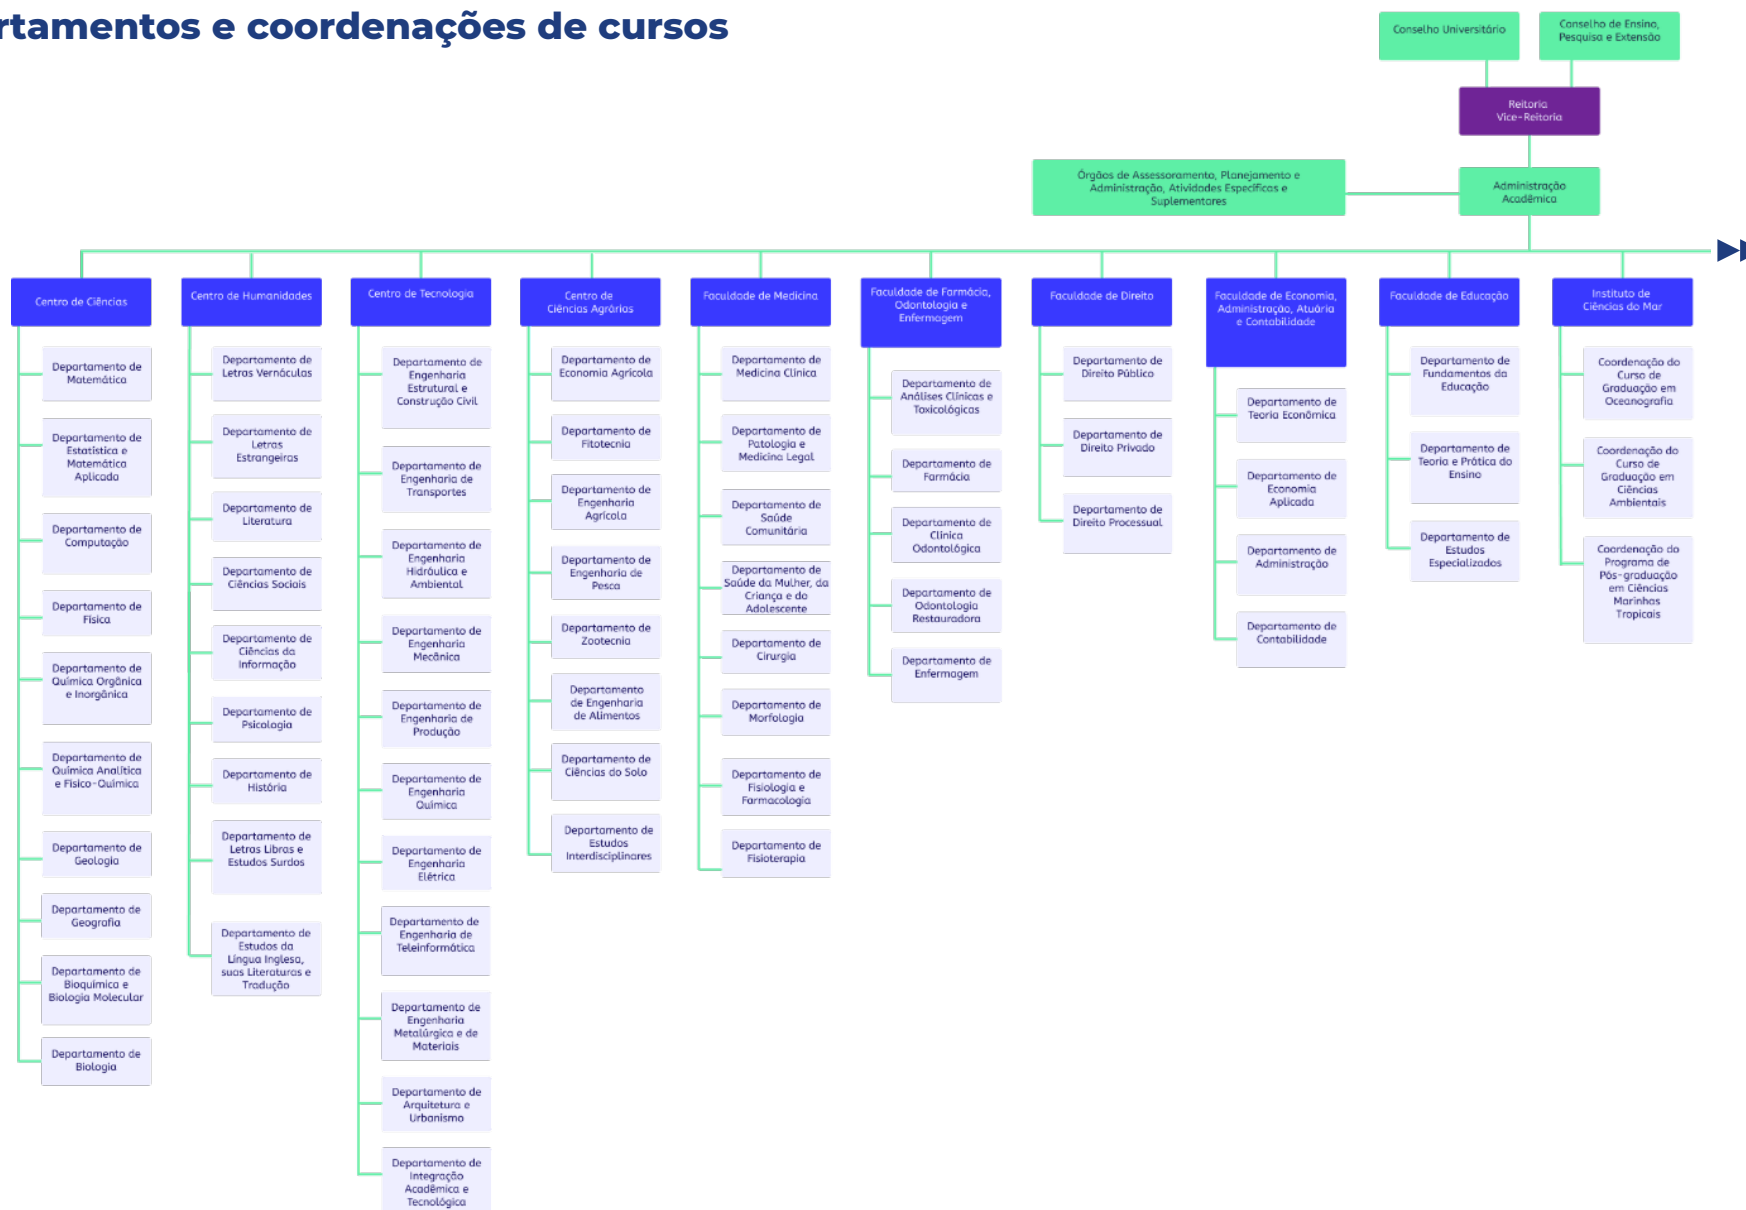 rtamentos e coordenações de cursos
Conselho Universitário
Conselho de Ensino,
Pesquisa e Extensão
Reitoria
Vice-Reitoria
Órgãos de Assessoramento, Planejamento e
Administração, Atividades Específicas e
Suplementares
Administração
Acadêmica
Centro de Ciências
Departamento de
Matemática
Departamento de
Estatística e
Matemática
Aplicada
Departamento de
Computação
Departamento de
Física
Departamento de
Química Orgânica
e Inorgânica
Departamento de
Química Analítica
e Físico-Química
Departamento de
Geologia
Departamento de
Geografia
Departamento de
Bioquímica e
Biologia Molecular
Departamento de
Biologia
Centro de Humanidades
Departamento de
Letras Vernáculas
Departamento de
Letras
Estrangeiras
Departamento de
Literatura
Departamento de
Ciências Sociais
Departamento de
Ciências da
Informação
Departamento de
Psicologia
Departamento de
História
Departamento de
Letras Libras e
Estudos Surdos
Departamento de
Estudos da
Língua Inglesa,
suas Literaturas e
Tradução
Centro de Tecnologia
Departamento de
Engenharia
Estrutural e
Construção Civil
Departamento de
Engenharia de
Transportes
Departamento de
Engenharia
Hidráulica e
Ambiental
Departamento de
Engenharia
Mecânica
Departamento de
Engenharia de
Produção
Departamento de
Engenharia
Química
Departamento de
Engenharia
Elétrica
Departamento de
Engenharia de
Teleinformática
Departamento de
Engenharia
Metalúrgica e de
Materiais
Departamento de
Arquitetura e
Urbanismo
Departamento de
Integração
Acadêmica e
Tecnológica
Centro de
Ciências Agrárias
Departamento de
Economia Agrícola
Departamento de
Fitotecnia
Departamento de
Engenharia
Agrícola
Departamento de
Engenharia de
Pesca
Departamento de
Zootecnia
Departamento
de Engenharia
de Alimentos
Departamento de
Ciências do Solo
Departamento de
Estudos
Interdisciplinares
Faculdade de Medicina
Departamento de
Medicina Clínica
Departamento de
Patologia e
Medicina Legal
Departamento de
Saúde
Comunitária
Departamento de
Saúde da Mulher, da
Criança e do
Adolescente
Departamento de
Cirurgia
Departamento de
Morfologia
Departamento de
Fisiologia e
Farmacologia
Departamento de
Fisioterapia
Faculdade de Farmácia,
Odontologia e
Enfermagem
Departamento de
Análises Clínicas e
Toxicológicas
Departamento de
Farmácia
Departamento de
Clínica
Odontológica
Departamento de
Odontologia
Restauradora
Departamento de
Enfermagem
Faculdade de Direito
Departamento de
Direito Público
Departamento de
Direito Privado
Departamento de
Direito Processual
Faculdade de Economia,
Administração, Atuária
e Contabilidade
Departamento de
Teoria Econômica
Departamento de
Economia
Aplicada
Departamento de
Administração
Departamento de
Contabilidade
Faculdade de Educação
Departamento de
Fundamentos da
Educação
Departamento de
Teoria e Prática do
Ensino
Departamento de
Estudos
Especializados
Instituto de
Ciências do Mar
Coordenação do
Curso de
Graduação em
Oceanografia
Coordenação do
Curso de
Graduação em
Ciências
Ambientais
Coordenação do
Programa de
Pós-graduação
em Ciências
Marinhas
Tropicais